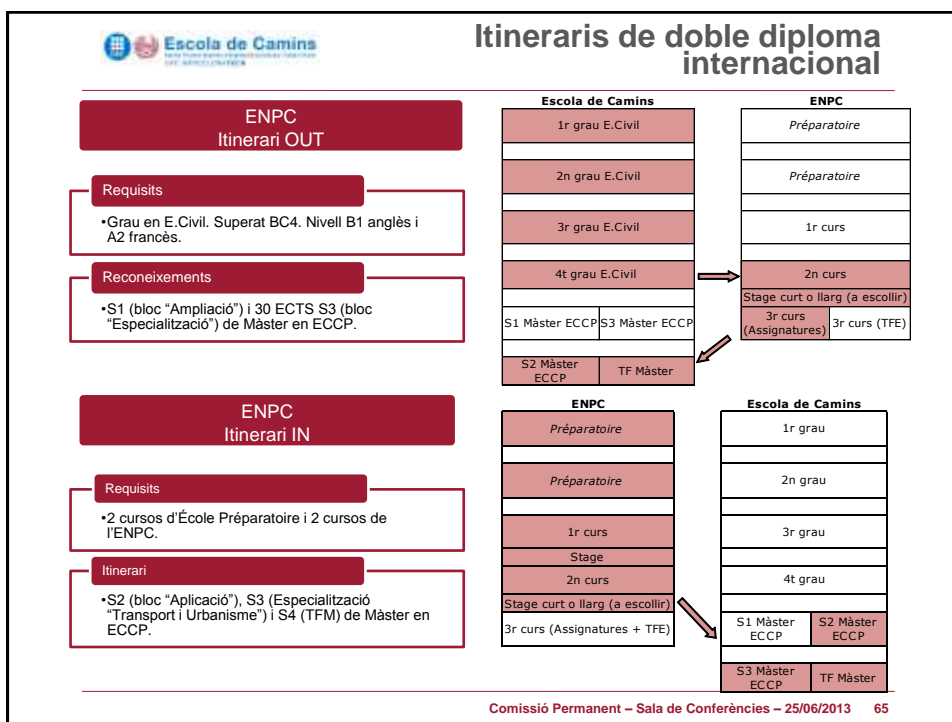 Escola de Camins
Itineraris de doble diploma
internacional
ENPC
Itinerari OUT
Requisits
•Grau en E.Civil. Superat BC4. Nivell B1 anglès i
A2 francès.
Reconeixements
•S1 (bloc “Ampliació”) i 30 ECTS S3 (bloc
“Especialització”) de Màster en ECCP.
Escola de Camins
1r grau E.Civil
2n grau E.Civil
3r grau E.Civil
4t grau E.Civil
S1 Màster ECCP S3 Màster ECCP
S2 Màster
ECCP
TF Màster
ENPC
Préparatoire
Préparatoire
1r curs
2n curs
Stage curt o llarg (a escollir)
3r curs
(Assignatures)
3r curs (TFE)
ENPC
Itinerari IN
Requisits
•2 cursos d’École Préparatoire i 2 cursos de
l’ENPC.
Itinerari
•S2 (bloc “Aplicació”), S3 (Especialització
“Transport i Urbanisme”) i S4 (TFM) de Màster en
ECCP.
ENPC
Préparatoire
Préparatoire
1r curs
Stage
2n curs
Stage curt o llarg (a escollir)
3r curs (Assignatures + TFE)
Escola de Camins
1r grau
2n grau
3r grau
4t grau
S1 Màster
ECCP
S2 Màster
ECCP
S3 Màster
ECCP
TF Màster
Comissió Permanent – Sala de Conferències – 25/06/2013 65